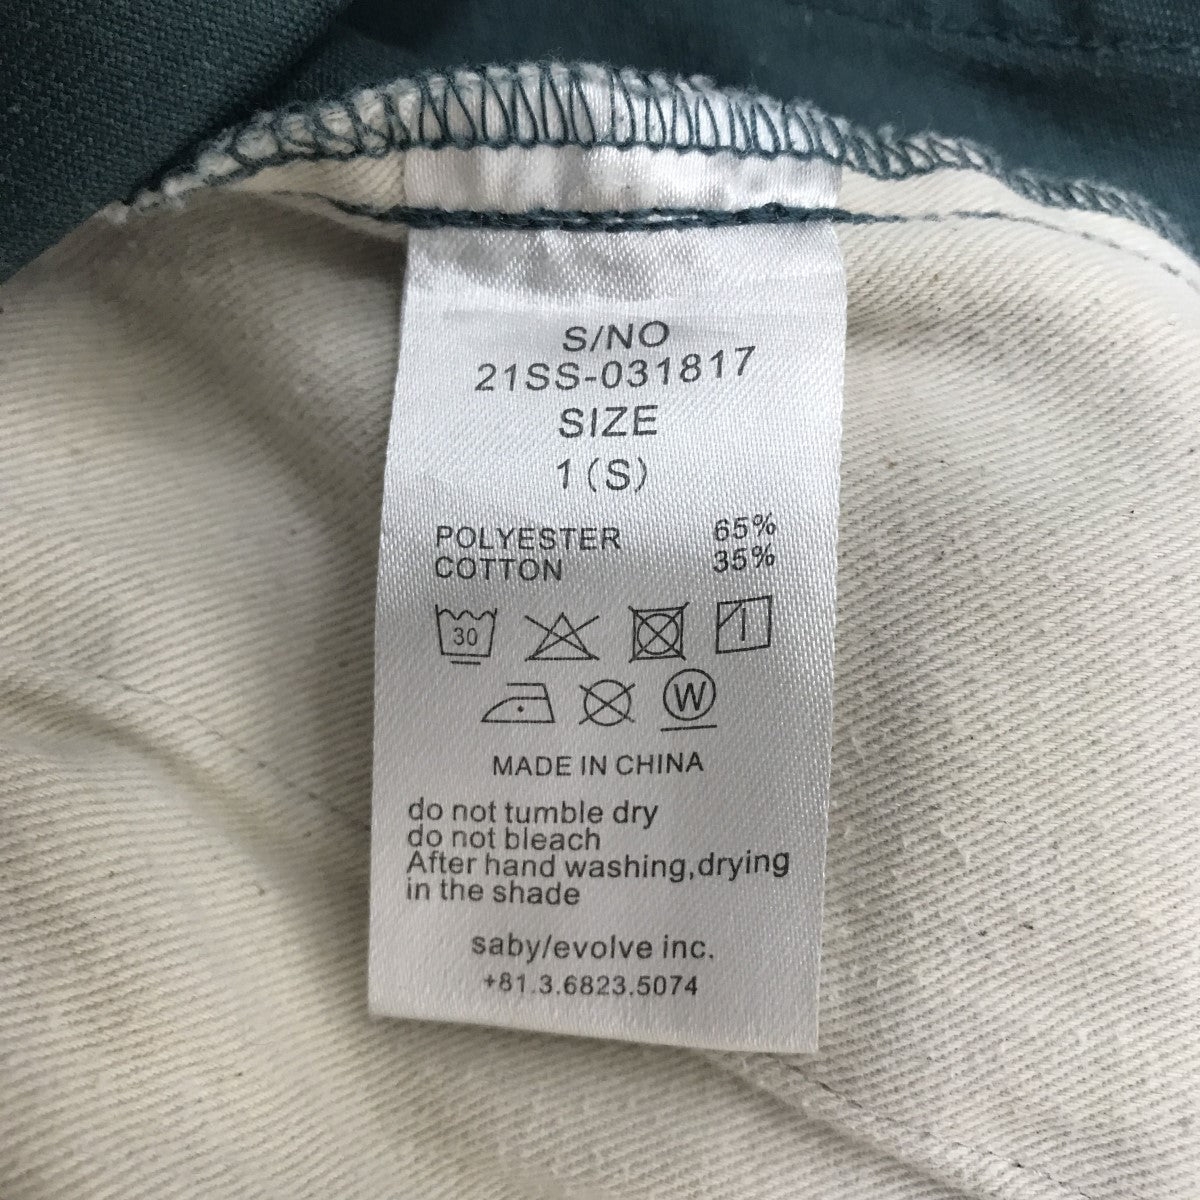 S/NO
21SS-031817
SIZE
1 (S)
POLYESTER 65%
COTTON 35%
30
W
MADE IN CHINA
do not tumble dry
do not bleach
After hand washing,drying
in the shade
saby/evolve inc.
+81.3.6823.5074